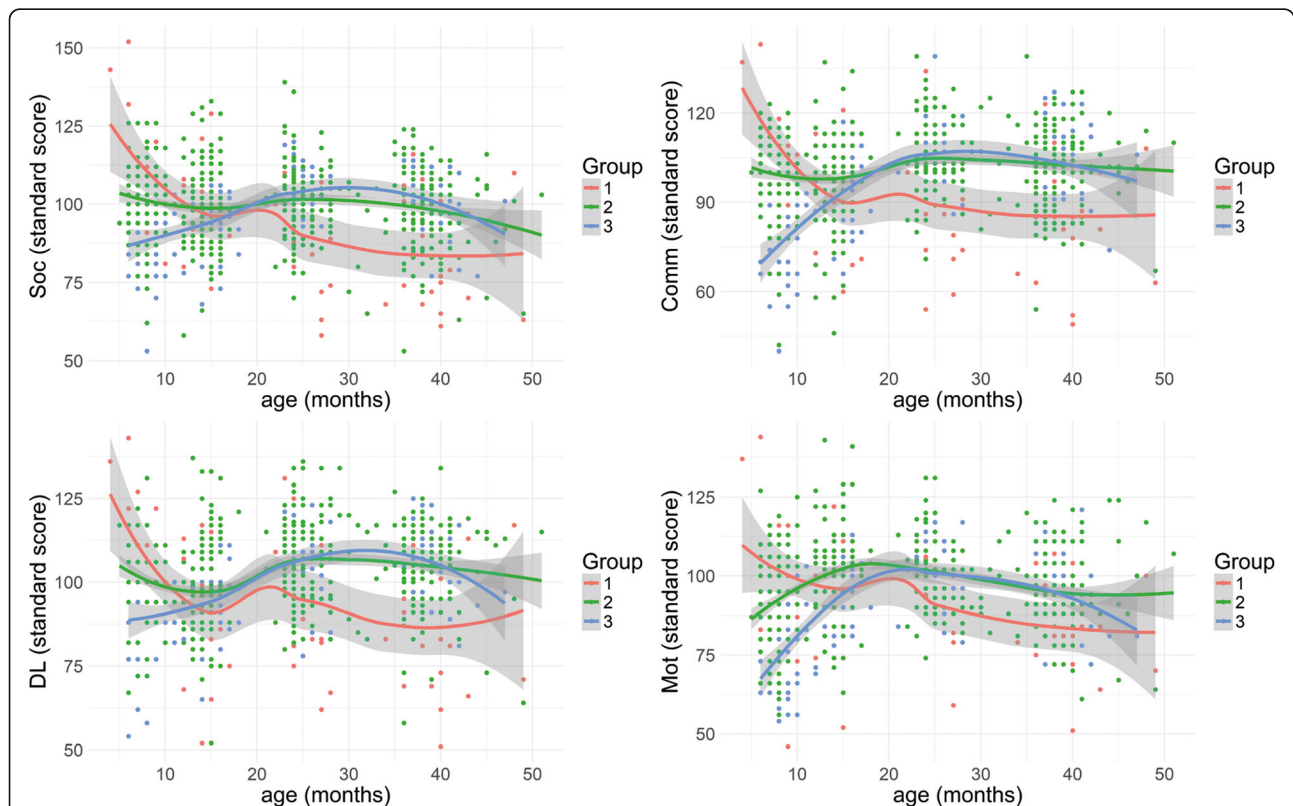 Soc (standard score)
150
125
100
75
50
10 20 30 40 50
age (months)
Group
1
2
3
Comm (standard score)
120
90
60
10 20 30 40 50
age (months)
Group
1
2
3
DL (standard score)
125
100
75
50
10 20 30 40 50
age (months)
Group
1
2
3
Mot (standard score)
125
100
75
50
10 20 30 40 50
age (months)
Group
1
2
3